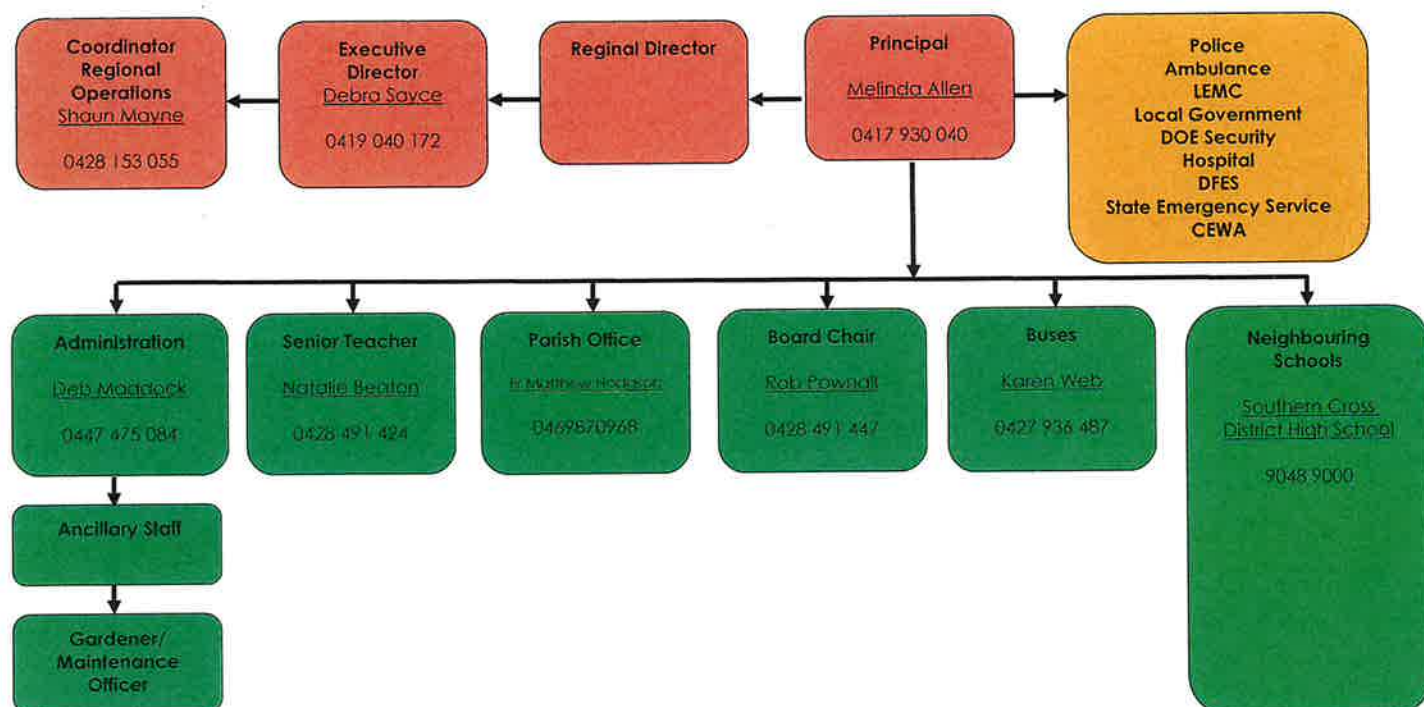 Coordinator
Regional
Operations
Shaun Mayne
0428 153 055
Executive
Director
Debra Sayce
0419 040 172
Reginal Director
Principal
Melinda Allen
0417 930 040
Police
Ambulance
LEMC
Local Government
DOE Security
Hospital
DFES
State Emergency Service
CEWA
Administration
Deb Maddock
0447 475 084
Senior Teacher
Natalie Beaton
0428 491 424
Parish Office
Fr Matthew Hodgson
0469870968
Board Chair
Rob Pownall
0428 491 447
Buses
Karen Web
0427 936 487
Neighbouring
Schools
Southern Cross
District High School
9048 9000
Ancillary Staff
Gardener/
Maintenance
Officer